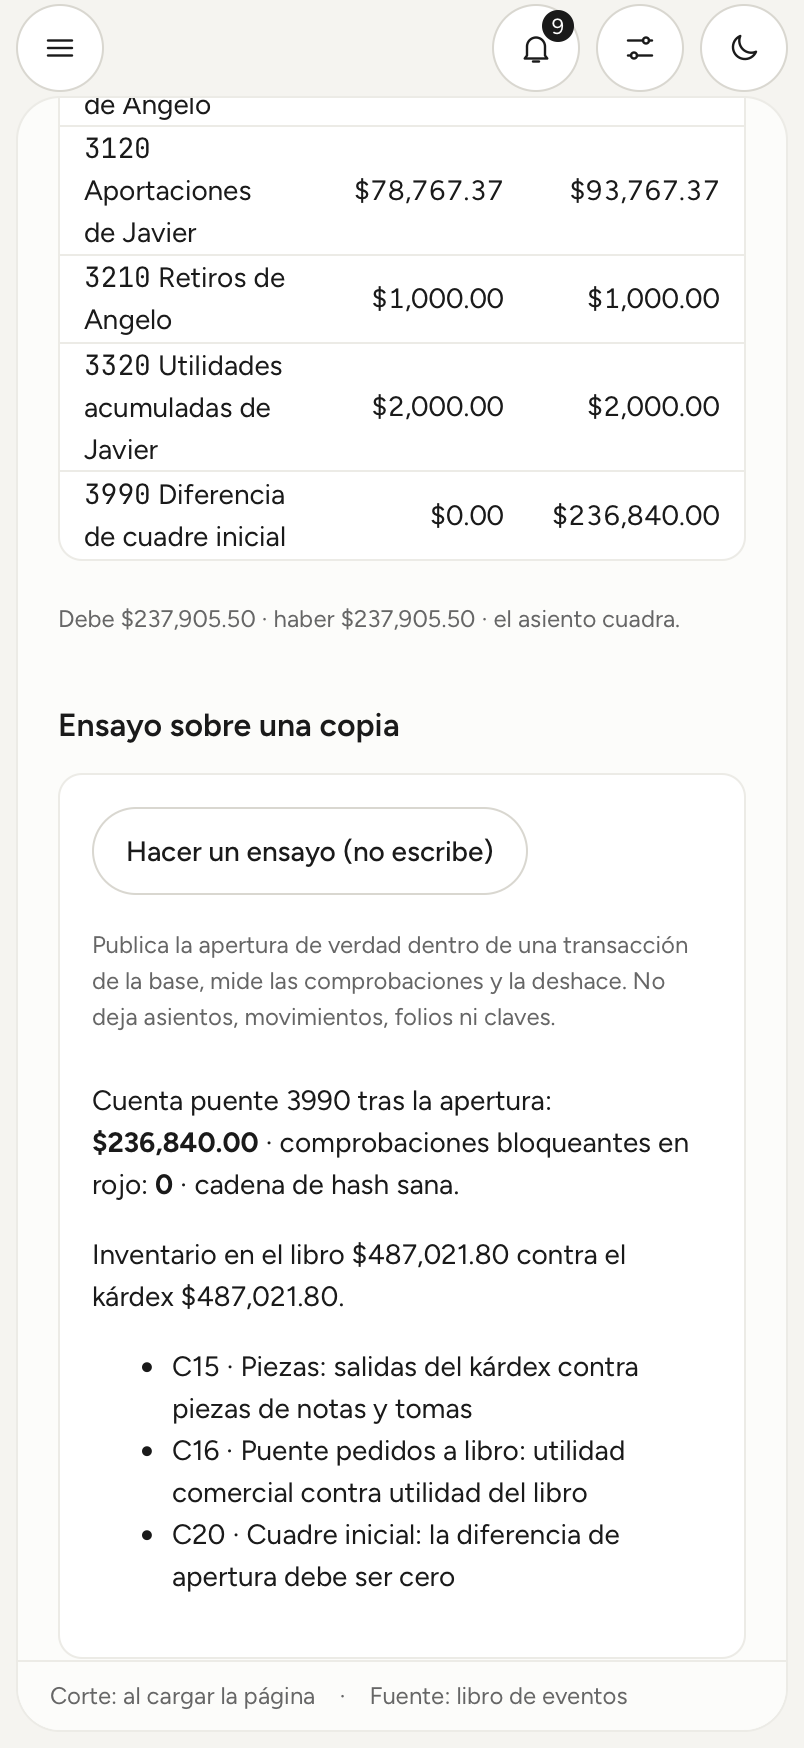 9
de Angelo
3120
Aportaciones
de Javier
$78,767.37
$93,767.37
3210 Retiros de
Angelo
$1,000.00
$1,000.00
3320 Utilidades
acumuladas de
Javier
$2,000.00
$2,000.00
3990 Diferencia
de cuadre inicial
$0.00
$236,840.00
Debe $237,905.50 · haber $237,905.50 · el asiento cuadra.
Ensayo sobre una copia
Hacer un ensayo (no escribe)
Publica la apertura de verdad dentro de una transacción
de la base, mide las comprobaciones y la deshace. No
deja asientos, movimientos, folios ni claves.
Cuenta puente 3990 tras la apertura:
$236,840.00 · comprobaciones bloqueantes en
rojo: 0 · cadena de hash sana.
Inventario en el libro $487,021.80 contra el
kárdex $487,021.80.
• C15 · Piezas: salidas del kárdex contra
piezas de notas y tomas
• C16 · Puente pedidos a libro: utilidad
comercial contra utilidad del libro
• C20 · Cuadre inicial: la diferencia de
apertura debe ser cero
Corte: al cargar la página · Fuente: libro de eventos